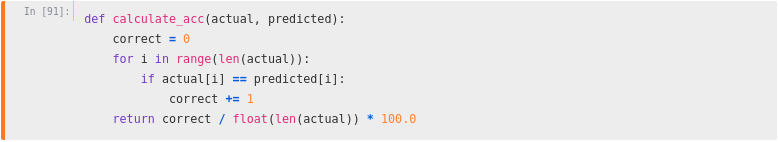 In [91]:
def calculate_acc(actual, predicted):
    correct = 0
    for i in range(len(actual)):
        if actual[i] == predicted[i]:
            correct += 1
    return correct / float(len(actual)) * 100.0